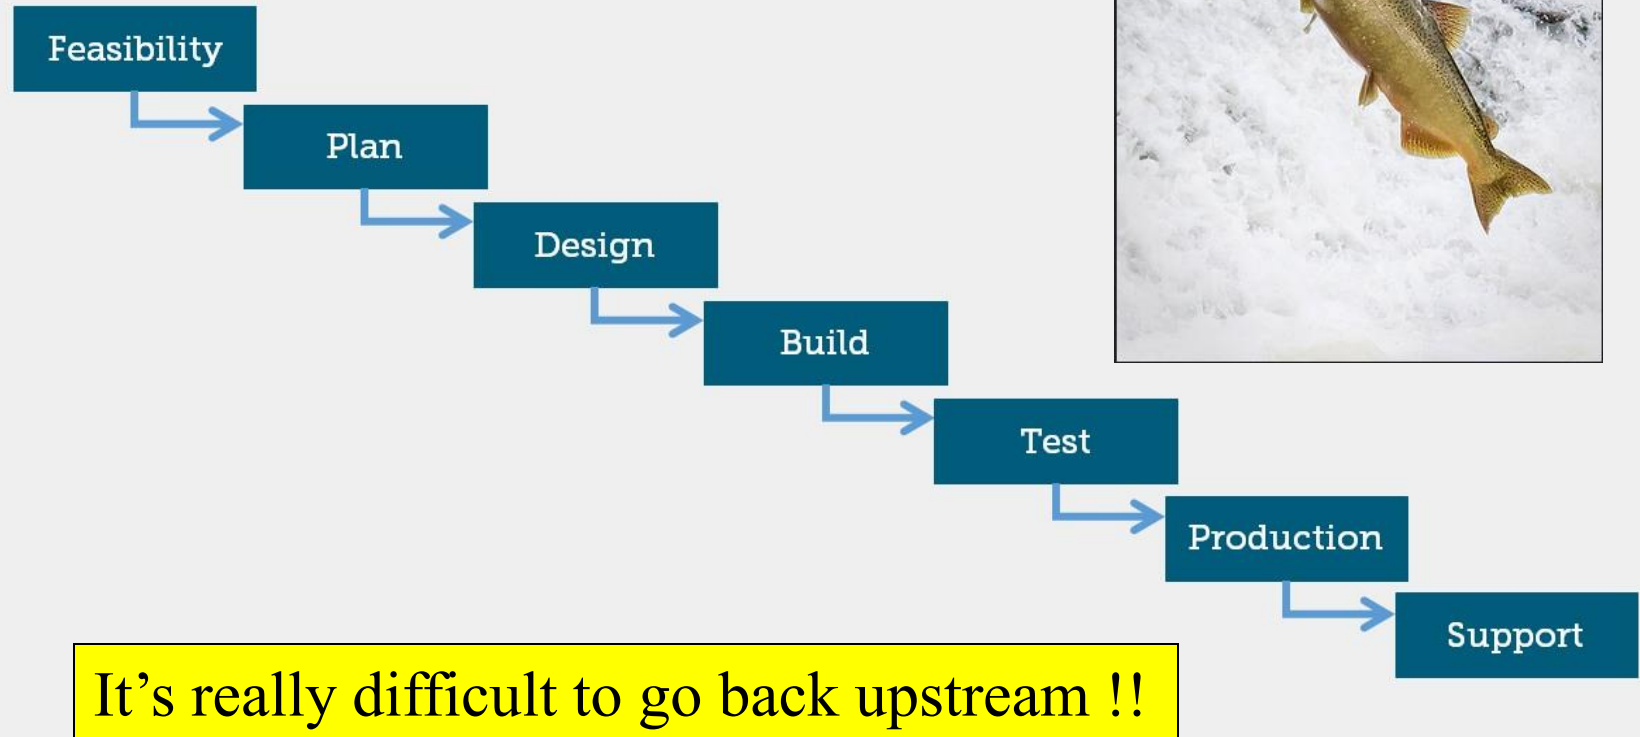 Feasibility
Plan
Design
Build
Test
Production
Support
It’s really difficult to go back upstream !!